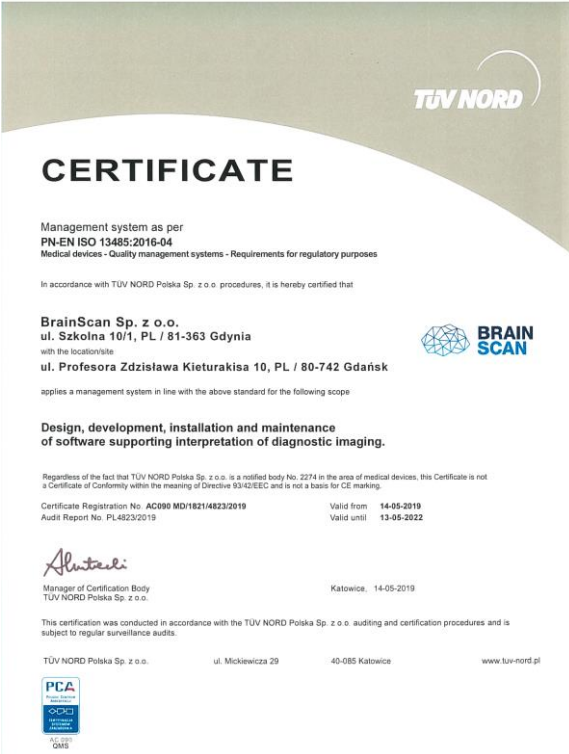 TÜV NORD
CERTIFICATE
Management system as per
PN-EN ISO 13485:2016-04
Medical devices - Quality management systems - Requirements for regulatory purposes
In accordance with TÜV NORD Polska Sp. z o.o. procedures, it is hereby certified that
BrainScan Sp. z o.o.
ul. Szkolna 10/1, PL / 81-363 Gdynia
with the location/site
ul. Profesora Zdzisława Kieturakisa 10, PL / 80-742 Gdańsk
BRAIN
SCAN
applies a management system in line with the above standard for the following scope
Design, development, installation and maintenance
of software supporting interpretation of diagnostic imaging.
Regardless of the fact that TÜV NORD Polska Sp. z o.o. is a notified body No. 2274 in the area of medical devices, this Certificate is not
a Certificate of Conformity within the meaning of Directive 93/42/EEC and is not a basis for CE marking.
Certificate Registration No. AC090 MD/1821/4823/2019 Valid from 14-05-2019
Audit Report No. PL4823/2019 Valid until 13-05-2022
Manager of Certification Body Katowice, 14-05-2019
TÜV NORD Polska Sp. z o.o.
This certification was conducted in accordance with the TÜV NORD Polska Sp. z o.o. auditing and certification procedures and is
subject to regular surveillance audits.
TÜV NORD Polska Sp. z o.o. ul. Mickiewicza 29 40-085 Katowice www.tuv-nord.pl
PCA
POLSKIE CENTRUM
AKREDYTACJI
CERTYFIKACJA
SYSTEMÓW
ZARZĄDZANIA
AC 090
QMS